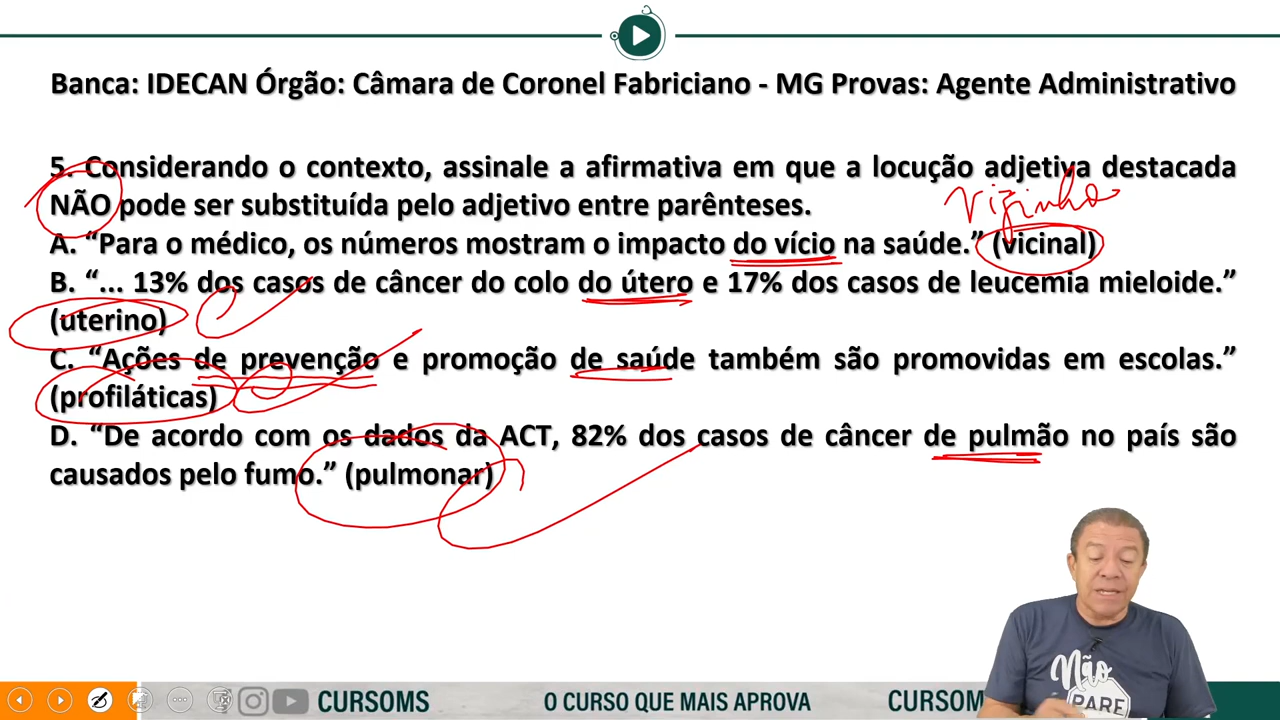 Banca: IDECAN Órgão: Câmara de Coronel Fabriciano - MG Provas: Agente Administrativo
5. Considerando o contexto, assinale a afirmativa em que a locução adjetiva destacada
NÃO pode ser substituída pelo adjetivo entre parênteses.
vizinho
A. “Para o médico, os números mostram o impacto do vício na saúde.” (vicinal)
B. “... 13% dos casos de câncer do colo do útero e 17% dos casos de leucemia mieloide.”
(uterino)
C. “Ações de prevenção e promoção de saúde também são promovidas em escolas.”
(profiláticas)
D. “De acordo com os dados da ACT, 82% dos casos de câncer de pulmão no país são
causados pelo fumo.” (pulmonar)
Não
PARE
CURSOMS O CURSO QUE MAIS APROVA CURSOM